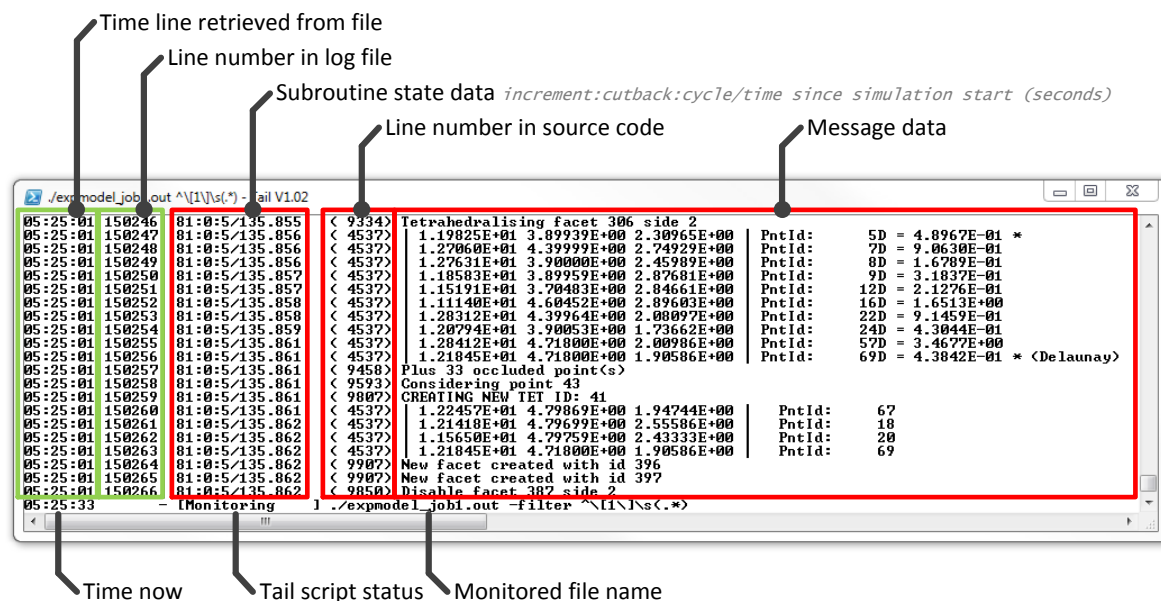 Time line retrieved from file
Line number in log file
Subroutine state data increment:cutback:cycle/time since simulation start (seconds)
Line number in source code
Message data
./expmodel_job1.out ^\[1\]\s(.*) - Tail V1.02
05:25:01 150246 81:0:5/135.855 ( 9334) Tetrahedralising facet 306 side 2
05:25:01 150247 81:0:5/135.856 ( 4537) | 1.19825E+01 3.89939E+00 2.30965E+00 | PntId: 5D = 4.8967E-01 *
05:25:01 150248 81:0:5/135.856 ( 4537) | 1.27060E+01 4.39999E+00 2.74929E+00 | PntId: 7D = 9.0630E-01
05:25:01 150249 81:0:5/135.856 ( 4537) | 1.27631E+01 3.90000E+00 2.45989E+00 | PntId: 8D = 1.6789E-01
05:25:01 150250 81:0:5/135.857 ( 4537) | 1.18583E+01 3.89959E+00 2.87681E+00 | PntId: 9D = 3.1837E-01
05:25:01 150251 81:0:5/135.857 ( 4537) | 1.15191E+01 3.70483E+00 2.84661E+00 | PntId: 12D = 2.1276E-01
05:25:01 150252 81:0:5/135.858 ( 4537) | 1.11140E+01 4.60452E+00 2.89603E+00 | PntId: 16D = 1.6513E+00
05:25:01 150253 81:0:5/135.858 ( 4537) | 1.28312E+01 4.39964E+00 2.08097E+00 | PntId: 22D = 9.1459E-01
05:25:01 150254 81:0:5/135.859 ( 4537) | 1.20794E+01 3.90053E+00 1.73662E+00 | PntId: 24D = 4.3044E-01
05:25:01 150255 81:0:5/135.861 ( 4537) | 1.28412E+01 4.71800E+00 2.00986E+00 | PntId: 57D = 3.4677E+00
05:25:01 150256 81:0:5/135.861 ( 4537) | 1.21845E+01 4.71800E+00 1.90586E+00 | PntId: 69D = 4.3842E-01 * (Delaunay)
05:25:01 150257 81:0:5/135.861 ( 9458) Plus 33 occluded point(s)
05:25:01 150258 81:0:5/135.861 ( 9593) Considering point 43
05:25:01 150259 81:0:5/135.861 ( 9807) CREATING NEW TET ID: 41
05:25:01 150260 81:0:5/135.861 ( 4537) | 1.22457E+01 4.79869E+00 1.94744E+00 | PntId: 67
05:25:01 150261 81:0:5/135.862 ( 4537) | 1.21418E+01 4.79699E+00 2.55586E+00 | PntId: 18
05:25:01 150262 81:0:5/135.862 ( 4537) | 1.15650E+01 4.79759E+00 2.43333E+00 | PntId: 20
05:25:01 150263 81:0:5/135.862 ( 4537) | 1.21845E+01 4.71800E+00 1.90586E+00 | PntId: 69
05:25:01 150264 81:0:5/135.862 ( 9907) New facet created with id 396
05:25:01 150265 81:0:5/135.862 ( 9907) New facet created with id 397
05:25:01 150266 81:0:5/135.862 ( 9850) Disable facet 387 side 2
05:25:33 - [Monitoring ] ./expmodel_job1.out -filter ^\[1\]\s(.*)
Time now
Tail script status
Monitored file name